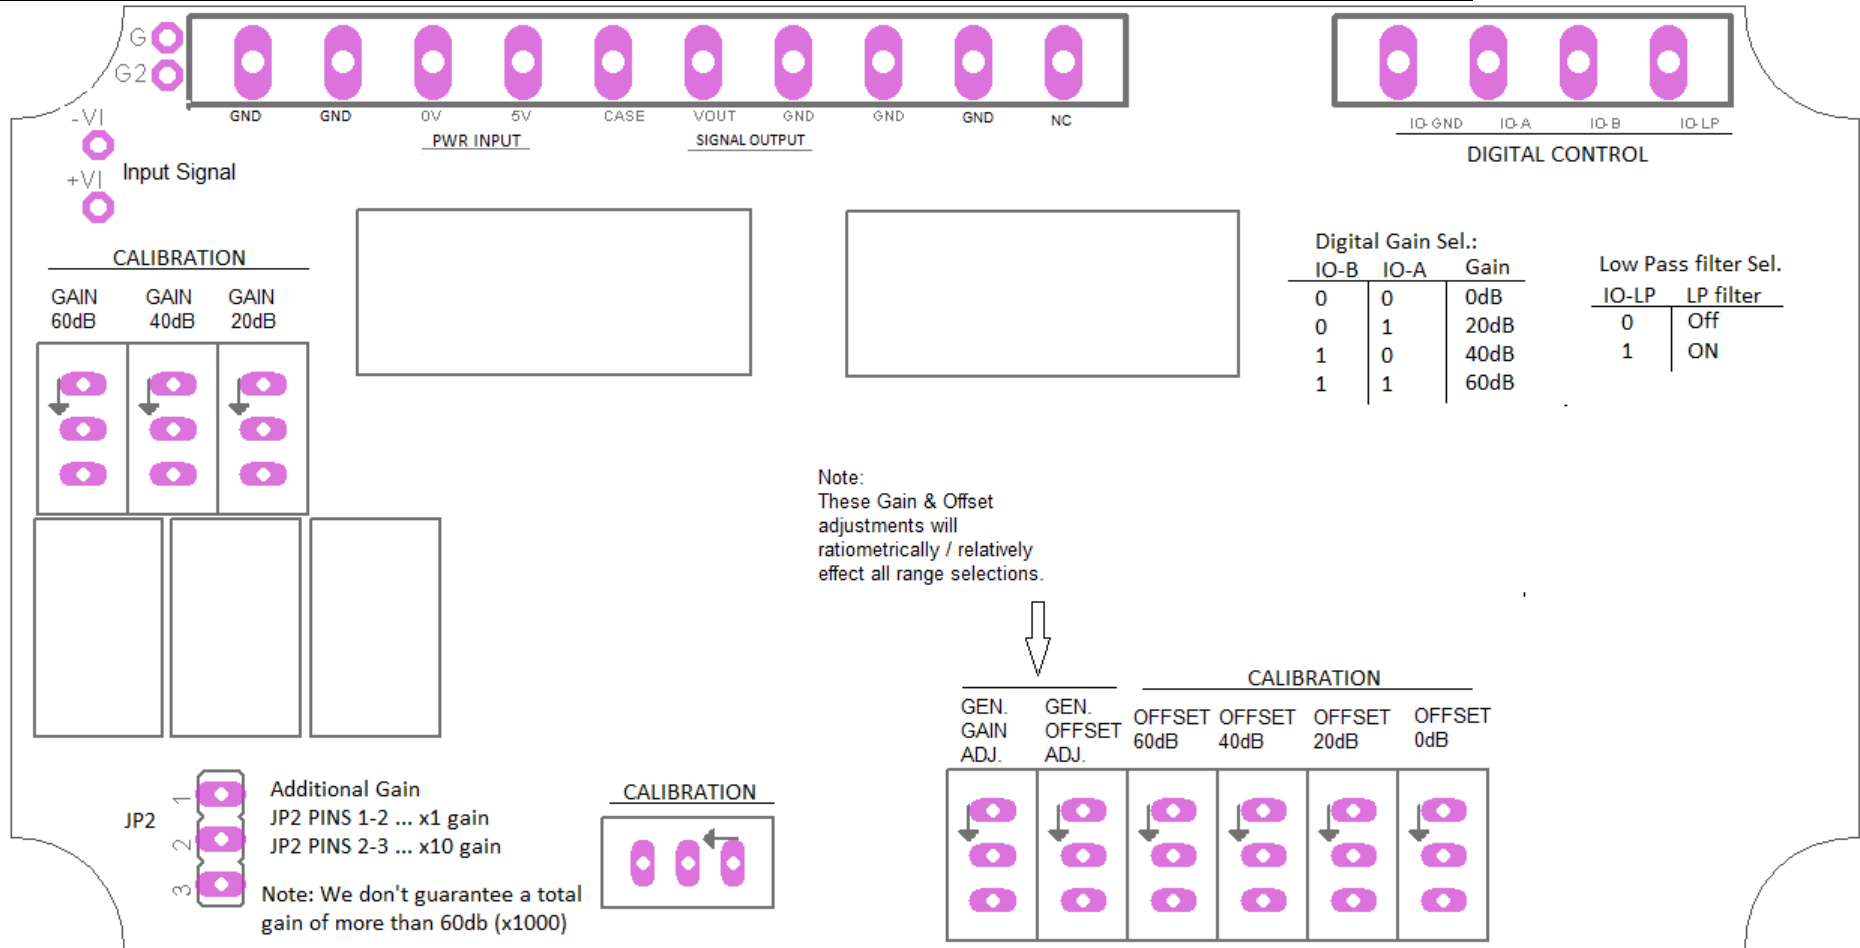 G
G2
GND GND 0V 5V CASE VOUT GND GND GND NC
PWR INPUT
SIGNAL OUTPUT
IO-GND IO-A IO-B IO-LP
DIGITAL CONTROL
-VI
+VI
Input Signal
CALIBRATION
GAIN 60dB
GAIN 40dB
GAIN 20dB
Digital Gain Sel.:
IO-B IO-A Gain
0 0 0dB
0 1 20dB
1 0 40dB
1 1 60dB
Low Pass filter Sel.
IO-LP LP filter
0 Off
1 ON
Note:
These Gain & Offset
adjustments will
ratiometrically / relatively
effect all range selections.
GEN.
GAIN
ADJ.
GEN.
OFFSET
ADJ.
CALIBRATION
OFFSET 60dB
OFFSET 40dB
OFFSET 20dB
OFFSET 0dB
JP2
1
2
3
Additional Gain
JP2 PINS 1-2 ... x1 gain
JP2 PINS 2-3 ... x10 gain
Note: We don't guarantee a total
gain of more than 60db (x1000)
CALIBRATION